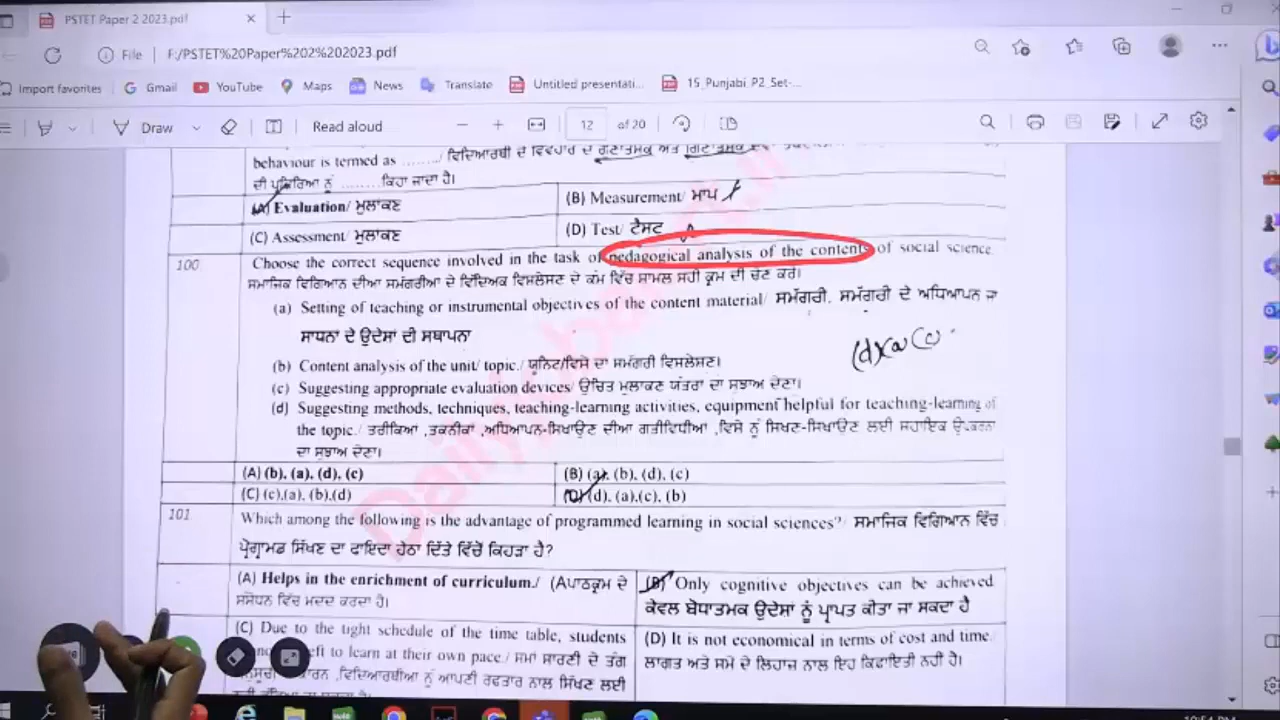 PSTET Paper 2 2023.pdf
File F:/PSTET%20Paper%202%202023.pdf
Import favorites Gmail YouTube Maps News Translate Untitled presentati... 15_Punjabi P2_Set-...
Draw Read aloud 12 of 20
behaviour is termed as ......../ ਵਿਦਿਆਰਥੀ ਦੇ ਵਿਵਹਾਰ ਦੇ ਗੁਣਾਤਮਕ ਅਤੇ
ਦੀ ਪ੍ਰਕਿਰਿਆ ਨੂੰ ........ਕਿਹਾ ਜਾਂਦਾ ਹੈ।
(A) Evaluation/ ਮੁਲਾਂਕਣ (B) Measurement/ ਮਾਪ
(C) Assessment/ ਮੁਲਾਂਕਣ (D) Test/ ਟੈਸਟ
100 Choose the correct sequence involved in the task of pedagogical analysis of the contents of social science.
ਸਮਾਜਿਕ ਵਿਗਿਆਨ ਦੀਆਂ ਸਮੱਗਰੀਆਂ ਦੇ ਵਿੱਦਿਅਕ ਵਿਸ਼ਲੇਸ਼ਣ ਦੇ ਕੰਮ ਵਿੱਚ ਸ਼ਾਮਲ ਸਹੀ ਕ੍ਰਮ ਦੀ ਚੋਣ ਕਰੋ।
(a) Setting of teaching or instrumental objectives of the content material/ ਸਮੱਗਰੀ, ਸਮੱਗਰੀ ਦੇ ਅਧਿਆਪਨ ਜਾਂ
ਸਾਧਨਾਂ ਦੇ ਉਦੇਸ਼ਾਂ ਦੀ ਸਥਾਪਨਾ
(d) (a) (c)
(b) Content analysis of the unit/ topic./ ਯੂਨਿਟ/ਵਿਸ਼ੇ ਦਾ ਸਮੱਗਰੀ ਵਿਸ਼ਲੇਸ਼ਣ।
(c) Suggesting appropriate evaluation devices/ ਉਚਿਤ ਮੁਲਾਂਕਣ ਯੰਤਰਾਂ ਦਾ ਸੁਝਾਅ ਦੇਣਾ।
(d) Suggesting methods, techniques, teaching-learning activities, equipment helpful for teaching-learning of
the topic./ ਤਰੀਕਿਆਂ ,ਤਕਨੀਕਾਂ ,ਅਧਿਆਪਨ-ਸਿਖਾਉਣ ਦੀਆਂ ਗਤੀਵਿਧੀਆਂ ,ਵਿਸ਼ੇ ਨੂੰ ਸਿੱਖਣ-ਸਿਖਾਉਣ ਲਈ ਸਹਾਇਕ ਉਪਕਰਨਾਂ
ਦਾ ਸੁਝਾਅ ਦੇਣਾ।
(A) (b), (a), (d), (c) (B) (a), (b), (d), (c)
(C) (c),(a), (b),(d) (D) (d), (a),(c), (b)
101 Which among the following is the advantage of programmed learning in social sciences?/ ਸਮਾਜਿਕ ਵਿਗਿਆਨ ਵਿੱਚ
ਪ੍ਰੋਗ੍ਰਾਮਡ ਸਿੱਖਣ ਦਾ ਫਾਇਦਾ ਹੇਠਾਂ ਦਿੱਤੇ ਵਿੱਚੋਂ ਕਿਹੜਾ ਹੈ?
(A) Helps in the enrichment of curriculum./ (Aਪਾਠਕ੍ਰਮ ਦੇ
ਸੰਸ਼ੋਧਨ ਵਿੱਚ ਮਦਦ ਕਰਦਾ ਹੈ।
(B) Only cognitive objectives can be achieved
ਕੇਵਲ ਬੋਧਾਤਮਕ ਉਦੇਸ਼ਾਂ ਨੂੰ ਪ੍ਰਾਪਤ ਕੀਤਾ ਜਾ ਸਕਦਾ ਹੈ
(C) Due to the tight schedule of the time table, students
left to learn at their own pace./ ਸਮਾਂ ਸਾਰਣੀ ਦੇ ਤੰਗ
ਕਾਰਨ ,ਵਿਦਿਆਰਥੀਆਂ ਨੂੰ ਆਪਣੀ ਰਫਤਾਰ ਨਾਲ ਸਿੱਖਣ ਲਈ
(D) It is not economical in terms of cost and time.
ਲਾਗਤ ਅਤੇ ਸਮੇਂ ਦੇ ਲਿਹਾਜ਼ ਨਾਲ ਇਹ ਕਿਫਾਇਤੀ ਨਹੀਂ ਹੈ।